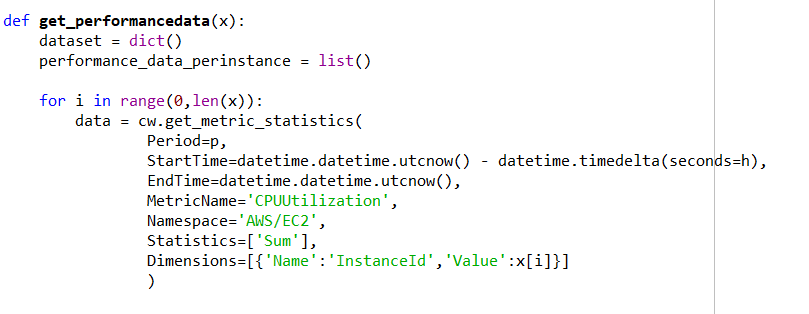 def get_performancedata(x):
    dataset = dict()
    performance_data_perinstance = list()

    for i in range(0,len(x)):
        data = cw.get_metric_statistics(
                Period=p,
                StartTime=datetime.datetime.utcnow() - datetime.timedelta(seconds=h),
                EndTime=datetime.datetime.utcnow(),
                MetricName='CPUUtilization',
                Namespace='AWS/EC2',
                Statistics=['Sum'],
                Dimensions=[{'Name':'InstanceId','Value':x[i]}]
                )